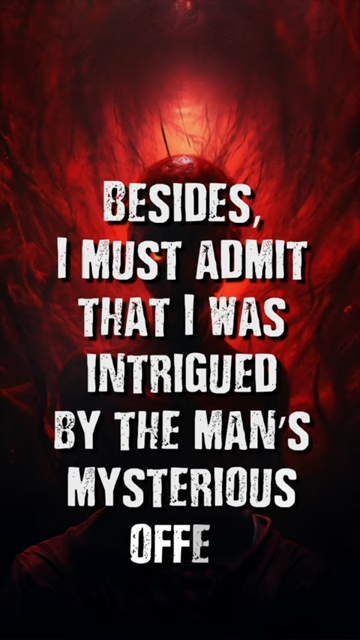 BESIDES,
I MUST ADMIT
THAT I WAS
INTRIGUED
BY THE MAN'S
MYSTERIOUS
OFFE